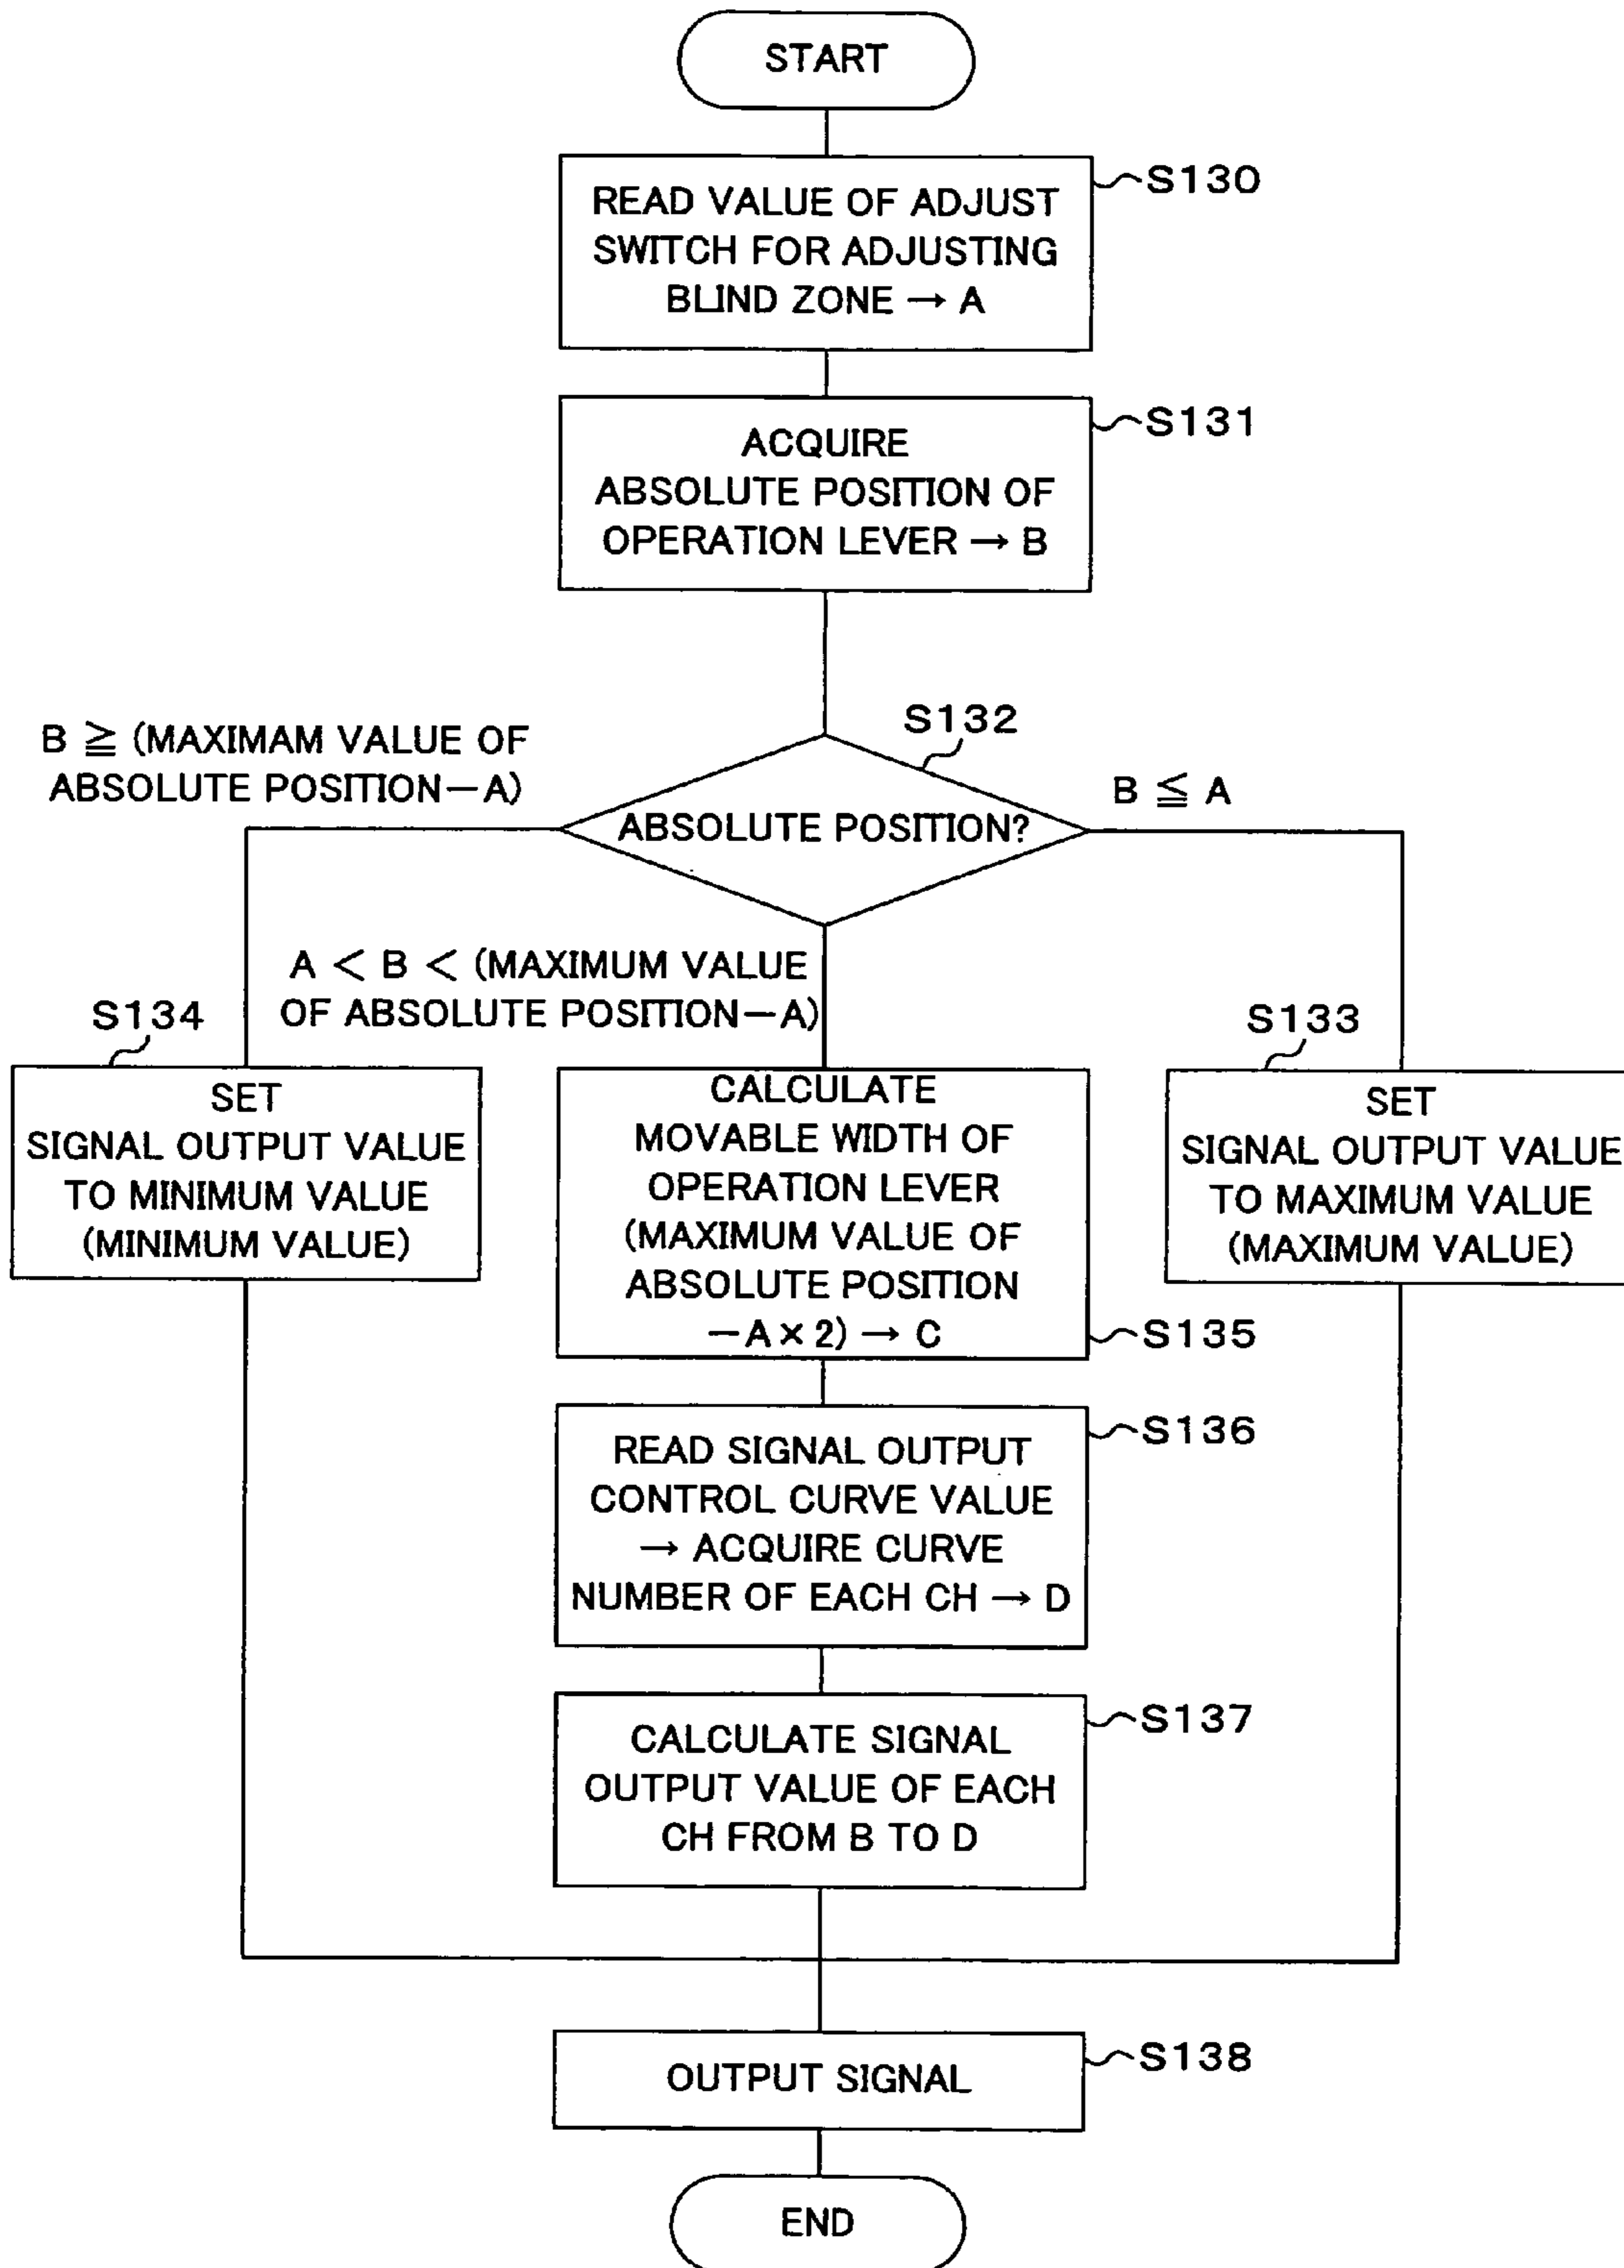 START
S130
READ VALUE OF ADJUST
SWITCH FOR ADJUSTING
BLIND ZONE → A
S131
ACQUIRE
ABSOLUTE POSITION OF
OPERATION LEVER → B
S132
B ≧ (MAXIMAM VALUE OF
ABSOLUTE POSITION－A)
B ≦ A
ABSOLUTE POSITION?
A < B < (MAXIMUM VALUE
OF ABSOLUTE POSITION－A)
S134
SET
SIGNAL OUTPUT VALUE
TO MINIMUM VALUE
(MINIMUM VALUE)
CALCULATE
MOVABLE WIDTH OF
OPERATION LEVER
(MAXIMUM VALUE OF
ABSOLUTE POSITION
－A × 2) → C
S135
S133
SET
SIGNAL OUTPUT VALUE
TO MAXIMUM VALUE
(MAXIMUM VALUE)
S136
READ SIGNAL OUTPUT
CONTROL CURVE VALUE
→ ACQUIRE CURVE
NUMBER OF EACH CH → D
S137
CALCULATE SIGNAL
OUTPUT VALUE OF EACH
CH FROM B TO D
S138
OUTPUT SIGNAL
END